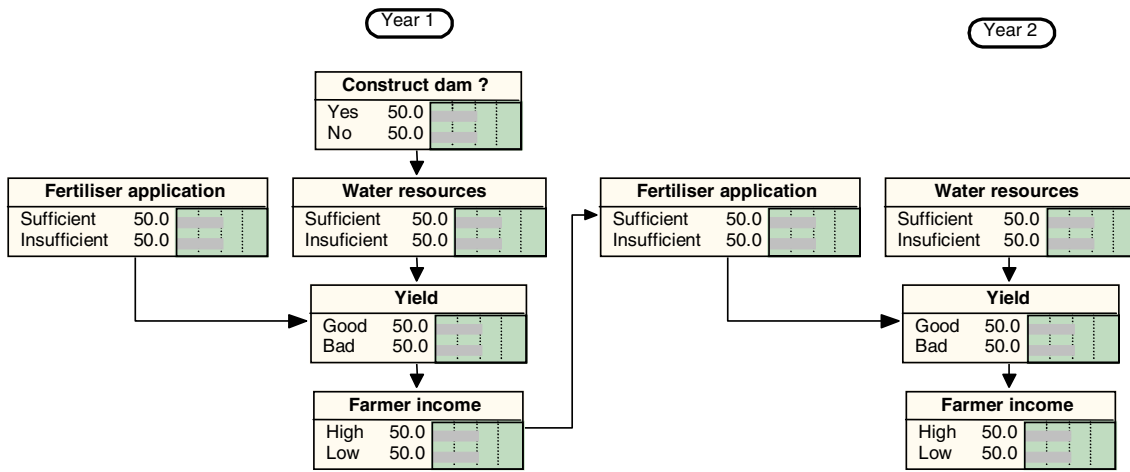 Year 1
Year 2
Construct dam ?
Yes 50.0
No 50.0
Fertiliser application
Sufficient 50.0
Insufficient 50.0
Water resources
Sufficient 50.0
Insuficient 50.0
Fertiliser application
Sufficient 50.0
Insufficient 50.0
Water resources
Sufficient 50.0
Insufficient 50.0
Yield
Good 50.0
Bad 50.0
Yield
Good 50.0
Bad 50.0
Farmer income
High 50.0
Low 50.0
Farmer income
High 50.0
Low 50.0